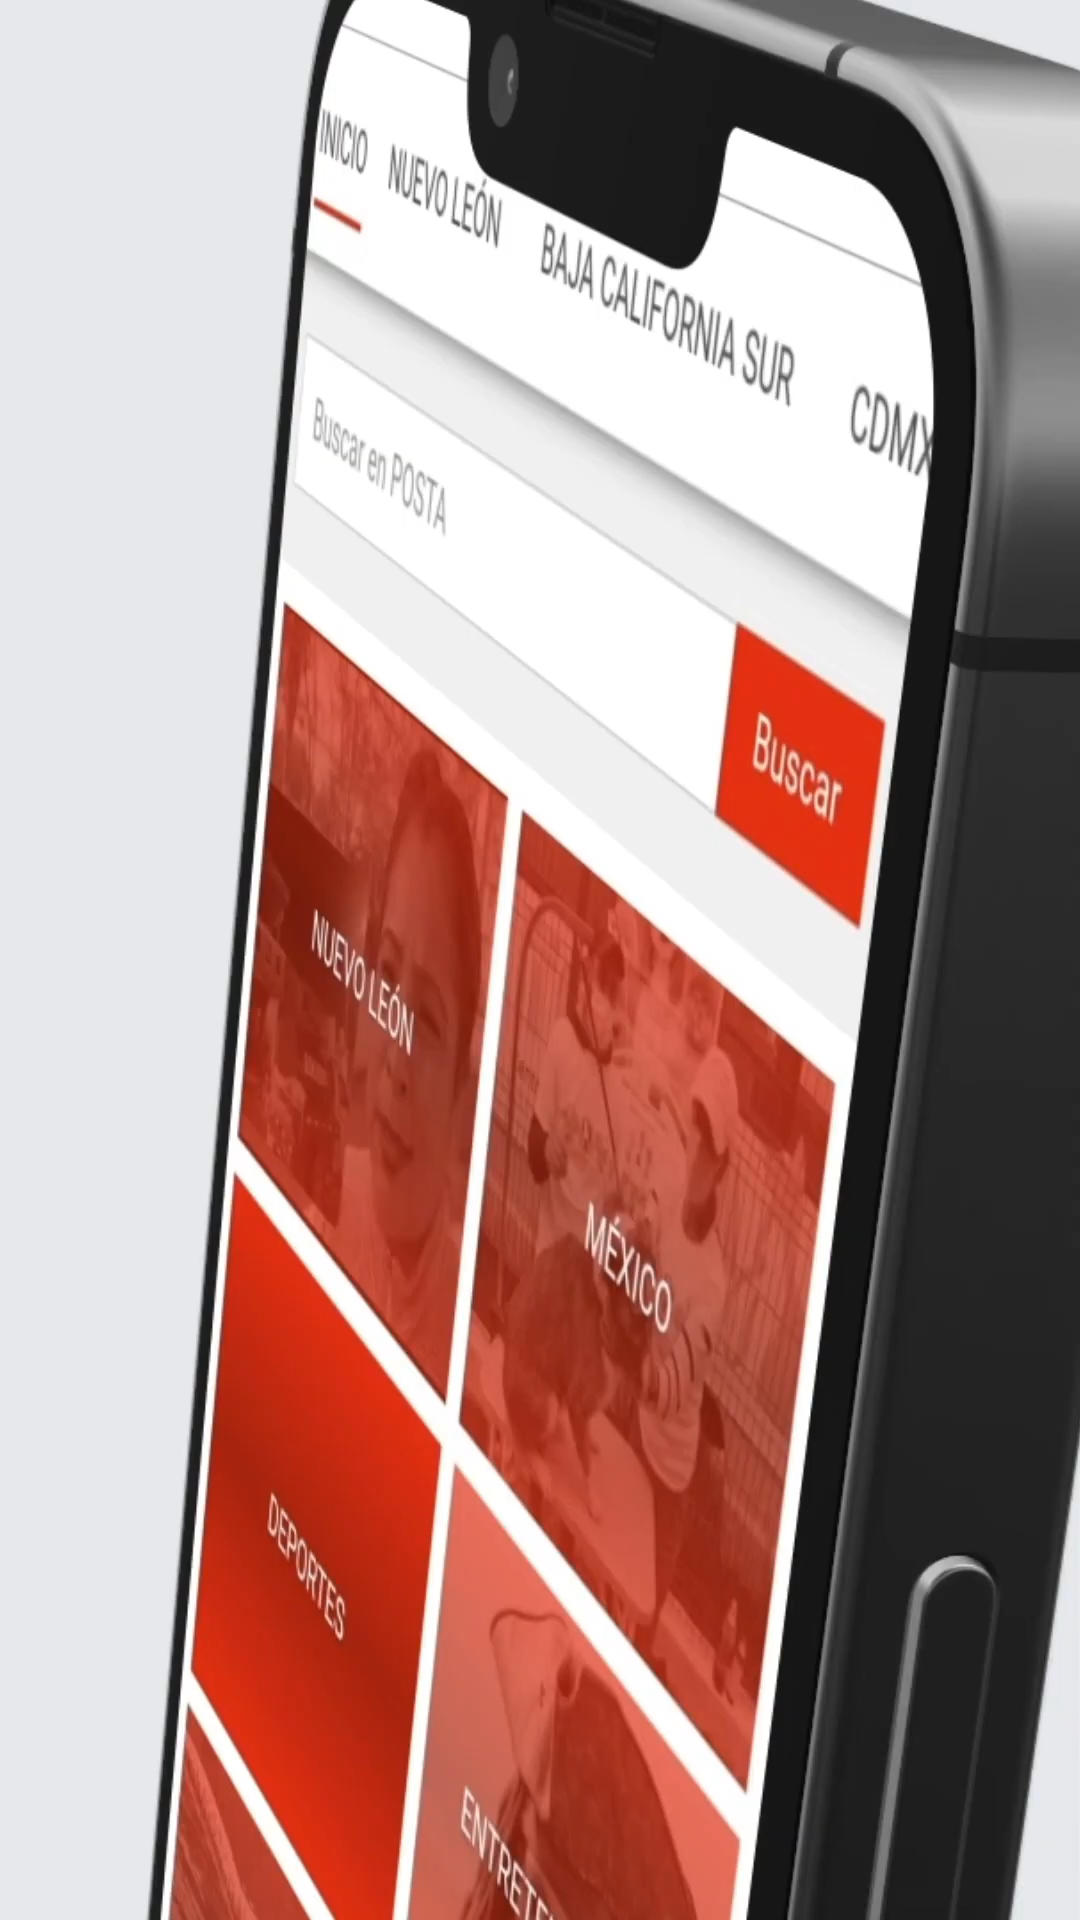 INICIO NUEVO LEÓN BAJA CALIFORNIA SUR CDMX
Buscar en POSTA
Buscar
NUEVO LEÓN
MÉXICO
DEPORTES